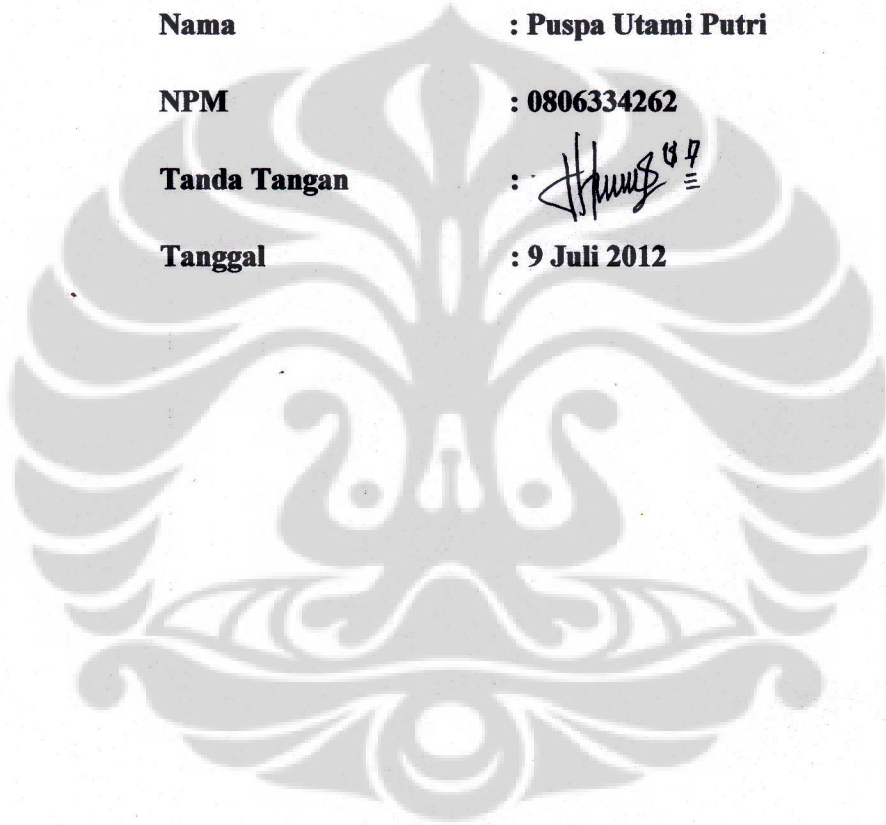 Nama : Puspa Utami Putri
NPM : 0806334262
Tanda Tangan :
Tanggal : 9 Juli 2012